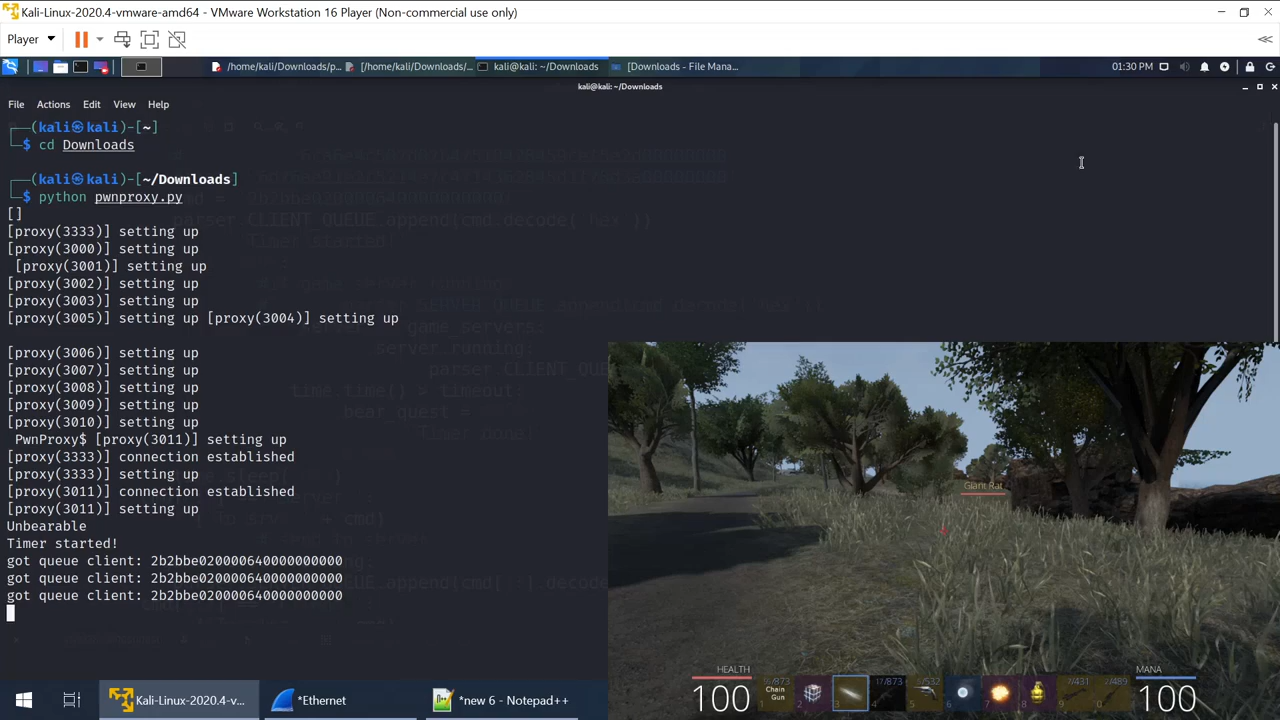 Kali-Linux-2020.4-vmware-amd64 - VMware Workstation 16 Player (Non-commercial use only)
Player
/home/kali/Downloads/p...
[/home/kali/Downloads/...
kali@kali: ~/Downloads
[Downloads - File Mana...
01:30 PM
kali@kali: ~/Downloads
File Actions Edit View Help
(kali㉿kali)-[~]
$ cd Downloads
(kali㉿kali)-[~/Downloads]
$ python pwnproxy.py
[]
[proxy(3333)] setting up
[proxy(3000)] setting up
[proxy(3001)] setting up
[proxy(3002)] setting up
[proxy(3003)] setting up
[proxy(3005)] setting up [proxy(3004)] setting up
[proxy(3006)] setting up
[proxy(3007)] setting up
[proxy(3008)] setting up
[proxy(3009)] setting up
[proxy(3010)] setting up
PwnProxy$ [proxy(3011)] setting up
[proxy(3333)] connection established
[proxy(3333)] setting up
[proxy(3011)] connection established
[proxy(3011)] setting up
Unbearable
Timer started!
got queue client: 2b2bbe020000640000000000
got queue client: 2b2bbe020000640000000000
got queue client: 2b2bbe020000640000000000
Giant Rat
HEALTH
100
Chain Gun
MANA
100
Kali-Linux-2020.4-v...
*Ethernet
*new 6 - Notepad++